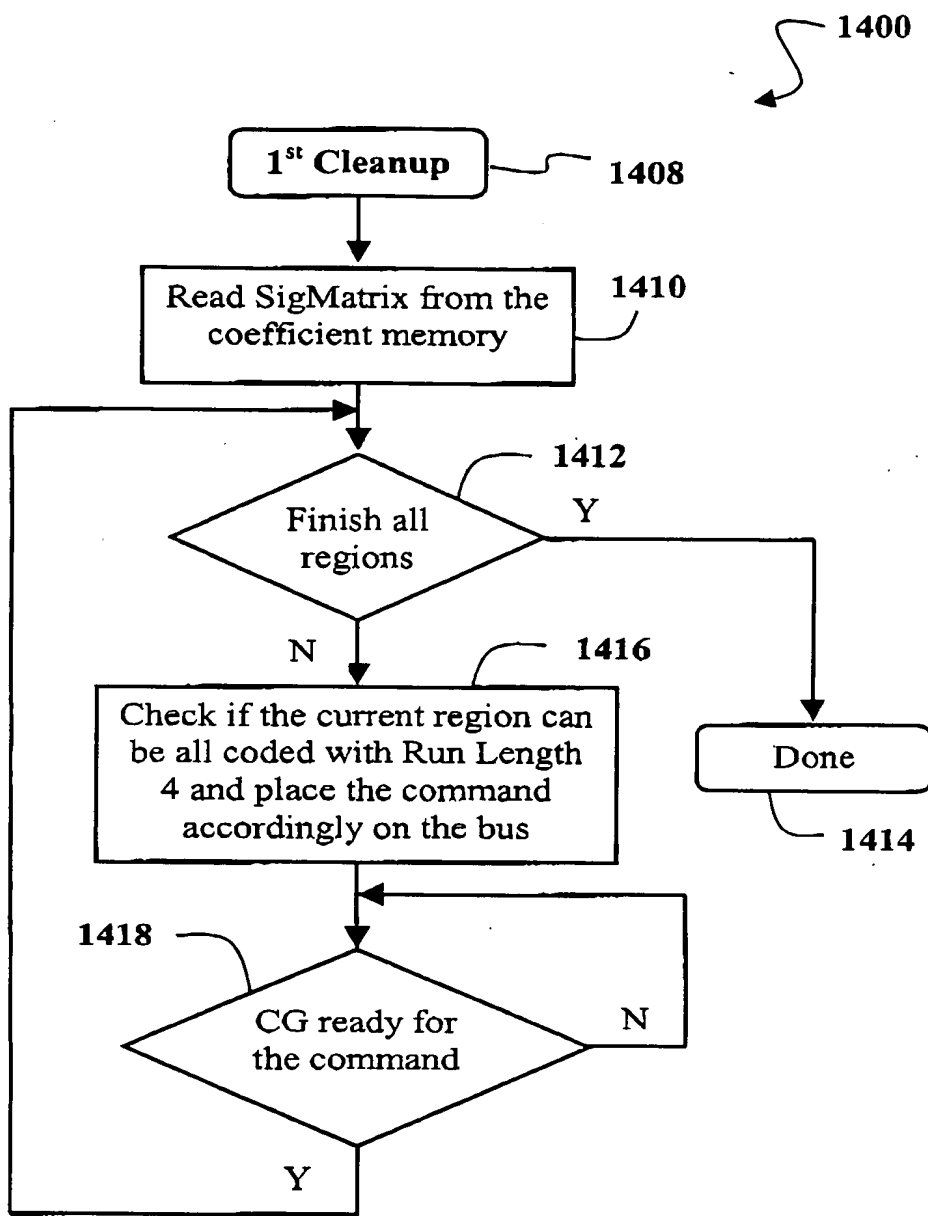 1400
1st Cleanup
1408
Read SigMatrix from the
coefficient memory
1410
1412
Finish all
regions
Y
N
1416
Check if the current region can
be all coded with Run Length
4 and place the command
accordingly on the bus
Done
1414
1418
CG ready for
the command
N
Y